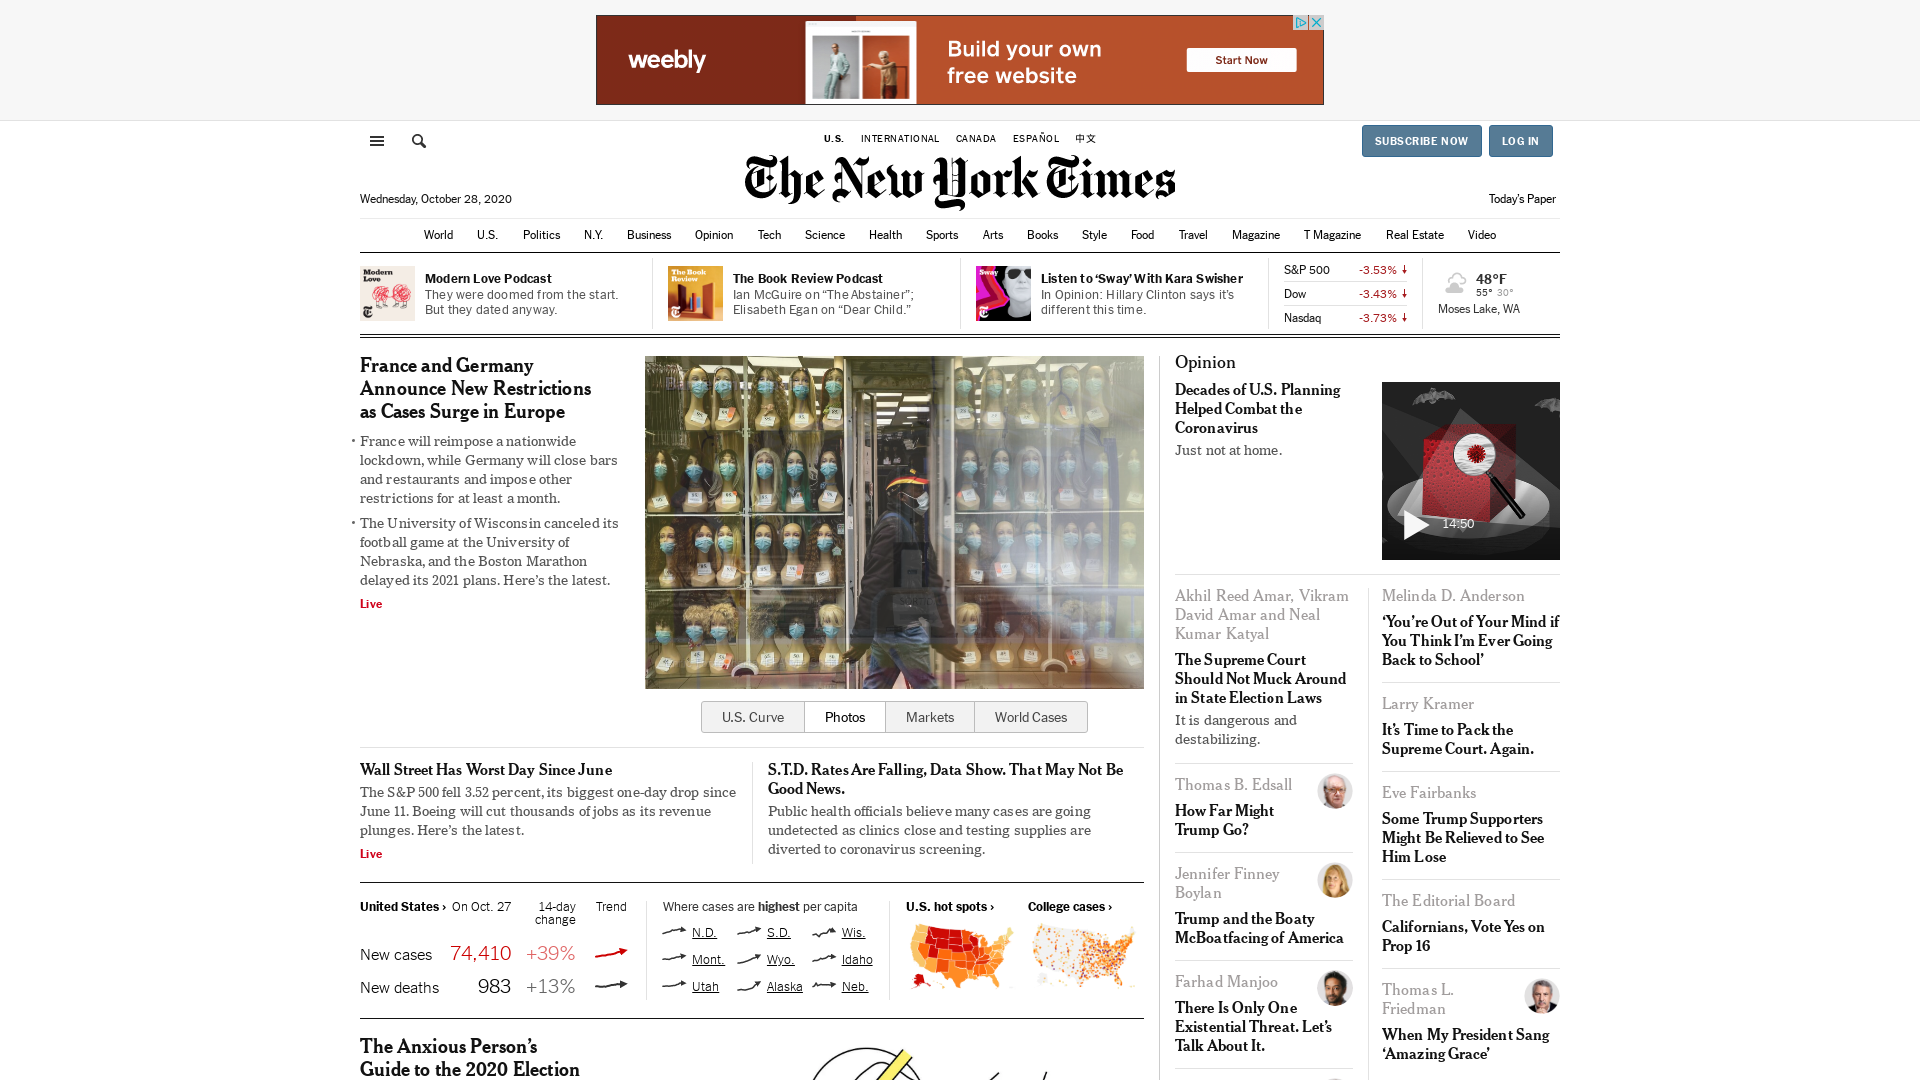 weebly
Build your own
free website
Start Now
U.S.
INTERNATIONAL
CANADA
ESPAÑOL
中文
SUBSCRIBE NOW
LOG IN
The New York Times
Wednesday, October 28, 2020
Today's Paper
World
U.S.
Politics
N.Y.
Business
Opinion
Tech
Science
Health
Sports
Arts
Books
Style
Food
Travel
Magazine
T Magazine
Real Estate
Video
Modern
Love
Modern Love Podcast
They were doomed from the start.
But they dated anyway.
The Book
Review
The Book Review Podcast
Ian McGuire on “The Abstainer”;
Elisabeth Egan on “Dear Child.”
Sway
Listen to ‘Sway’ With Kara Swisher
In Opinion: Hillary Clinton says it’s
different this time.
S&P 500 -3.53%
Dow -3.43%
Nasdaq -3.73%
48°F
55° 30°
Moses Lake, WA
France and Germany
Announce New Restrictions
as Cases Surge in Europe
France will reimpose a nationwide
lockdown, while Germany will close bars
and restaurants and impose other
restrictions for at least a month.
The University of Wisconsin canceled its
football game at the University of
Nebraska, and the Boston Marathon
delayed its 2021 plans. Here’s the latest.
Live
U.S. Curve
Photos
Markets
World Cases
Wall Street Has Worst Day Since June
The S&P 500 fell 3.52 percent, its biggest one-day drop since
June 11. Boeing will cut thousands of jobs as its revenue
plunges. Here’s the latest.
Live
S.T.D. Rates Are Falling, Data Show. That May Not Be
Good News.
Public health officials believe many cases are going
undetected as clinics close and testing supplies are
diverted to coronavirus screening.
United States › On Oct. 27 14-day
change Trend
New cases 74,410 +39%
New deaths 983 +13%
Where cases are highest per capita
N.D. S.D. Wis.
Mont. Wyo. Idaho
Utah Alaska Neb.
U.S. hot spots ›
College cases ›
The Anxious Person’s
Guide to the 2020 Election
Opinion
Decades of U.S. Planning
Helped Combat the
Coronavirus
Just not at home.
14:50
Akhil Reed Amar, Vikram
David Amar and Neal
Kumar Katyal
The Supreme Court
Should Not Muck Around
in State Election Laws
It is dangerous and
destabilizing.
Thomas B. Edsall
How Far Might
Trump Go?
Jennifer Finney
Boylan
Trump and the Boaty
McBoatfacing of America
Farhad Manjoo
There Is Only One
Existential Threat. Let’s
Talk About It.
Melinda D. Anderson
‘You’re Out of Your Mind if
You Think I’m Ever Going
Back to School’
Larry Kramer
It’s Time to Pack the
Supreme Court. Again.
Eve Fairbanks
Some Trump Supporters
Might Be Relieved to See
Him Lose
The Editorial Board
Californians, Vote Yes on
Prop 16
Thomas L.
Friedman
When My President Sang
‘Amazing Grace’